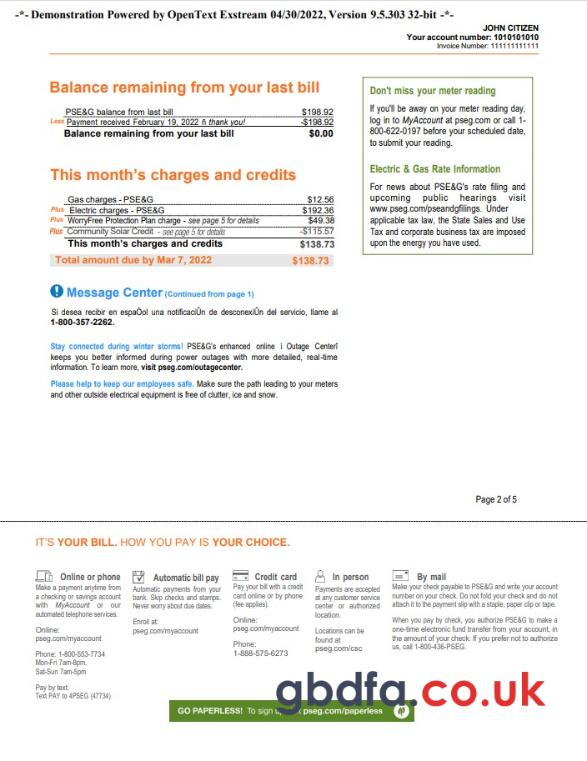 -*- Demonstration Powered by OpenText Exstream 04/30/2022, Version 9.5.303 32-bit -*-
JOHN CITIZEN
Your account number: 1010101010
Invoice Number: 111111111111
Balance remaining from your last bill
PSE&G balance from last bill $198.92
Less Payment received February 19, 2022 ñ thank you! -$198.92
Balance remaining from your last bill $0.00
This month's charges and credits
Gas charges - PSE&G $12.56
Plus Electric charges - PSE&G $192.36
Plus WorryFree Protection Plan charge - see page 5 for details $49.38
Plus Community Solar Credit - see page 5 for details -$115.57
This month's charges and credits $138.73
Total amount due by Mar 7, 2022 $138.73
Message Center (Continued from page 1)
Si desea recibir en espaÒol una notificaciÛn de desconexiÛn del servicio, llame al
1-800-357-2262.
Stay connected during winter storms! PSE&G's enhanced online ì Outage Centerî
keeps you better informed during power outages with more detailed, real-time
information. To learn more, visit pseg.com/outagecenter.
Please help to keep our employees safe. Make sure the path leading to your meters
and other outside electrical equipment is free of clutter, ice and snow.
Don't miss your meter reading
If you'll be away on your meter reading day,
log in to MyAccount at pseg.com or call 1-
800-622-0197 before your scheduled date,
to submit your reading.
Electric & Gas Rate Information
For news about PSE&G's rate filing and
upcoming public hearings visit
www.pseg.com/pseandgfilings. Under
applicable tax law, the State Sales and Use
Tax and corporate business tax are imposed
upon the energy you have used.
Page 2 of 5
IT'S YOUR BILL. HOW YOU PAY IS YOUR CHOICE.
Online or phone
Make a payment anytime from
a checking or savings account
with MyAccount or our
automated telephone services.
Online:
pseg.com/myaccount
Phone: 1-800-553-7734
Mon-Fri 7am-8pm,
Sat-Sun 7am-5pm
Pay by text:
Text PAY to 4PSEG (47734)
Automatic bill pay
Automatic payments from your
bank. Skip checks and stamps.
Never worry about due dates.
Enroll at:
pseg.com/myaccount
Credit card
Pay your bill with a credit
card online or by phone
(fee applies).
Online:
pseg.com/myaccount
Phone:
1-888-575-6273
In person
Payments are accepted
at any customer service
center or authorized
location.
Locations can be
found at
pseg.com/csc
By mail
Make your check payable to PSE&G and write your account
number on your check. Do not fold your check and do not
attach it to the payment slip with a staple, paper clip or tape.
When you pay by check, you authorize PSE&G to make a
one-time electronic fund transfer from your account, in
the amount of your check. If you prefer not to authorize
us, call 1-800-436-PSEG.
gbdfa.co.uk
GO PAPERLESS! To sign pseg.com/paperless